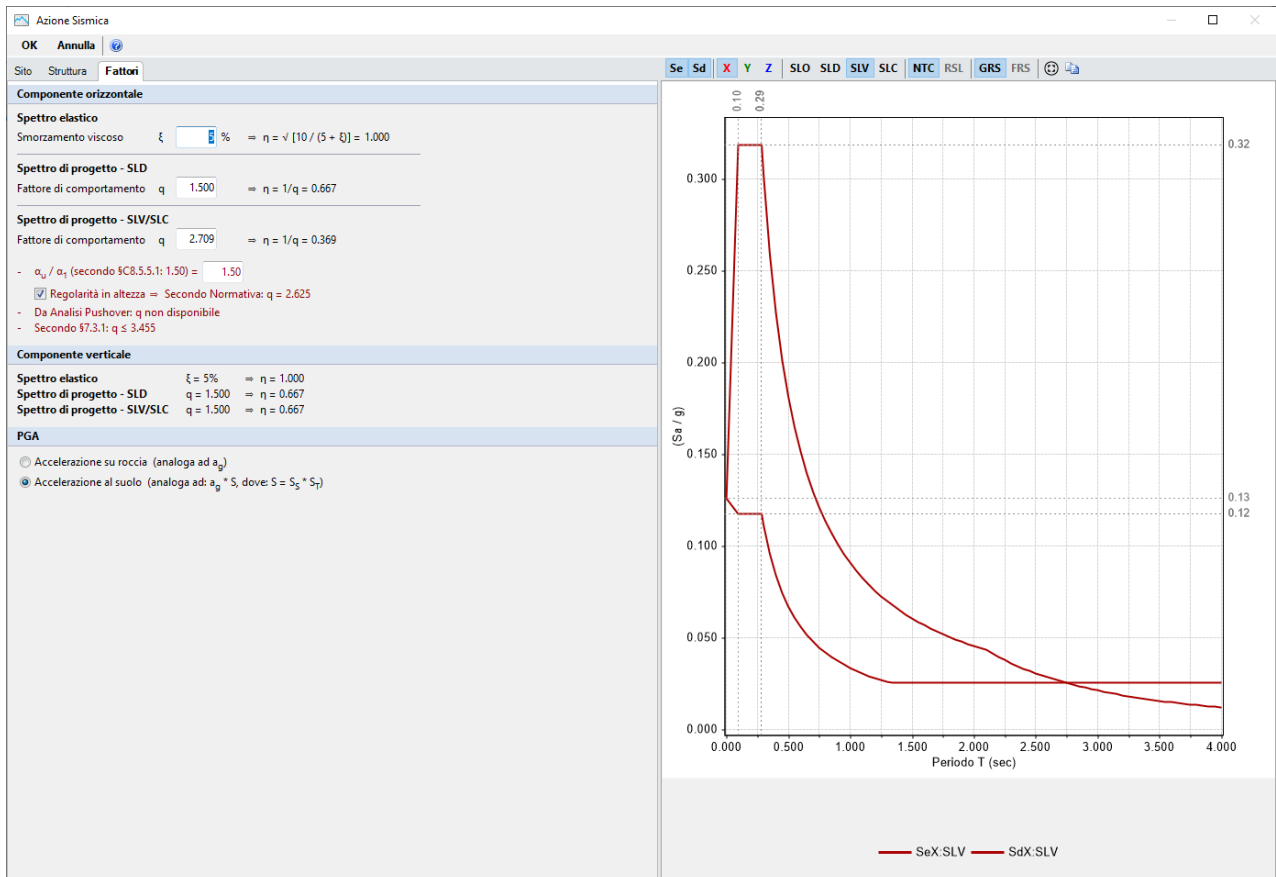 Azione Sismica
OK Annulla
Sito Struttura Fattori
Componente orizzontale
Spettro elastico
Smorzamento viscoso ξ 5 % ⇒ η = √ [10 / (5 + ξ)] = 1.000
Spettro di progetto - SLD
Fattore di comportamento q 1.500 ⇒ η = 1/q = 0.667
Spettro di progetto - SLV/SLC
Fattore di comportamento q 2.709 ⇒ η = 1/q = 0.369
- αu / α1 (secondo §C8.5.5.1: 1.50) = 1.50
Regolarità in altezza ⇒ Secondo Normativa: q = 2.625
- Da Analisi Pushover: q non disponibile
- Secondo §7.3.1: q ≤ 3.455
Componente verticale
Spettro elastico ξ = 5% ⇒ η = 1.000
Spettro di progetto - SLD q = 1.500 ⇒ η = 0.667
Spettro di progetto - SLV/SLC q = 1.500 ⇒ η = 0.667
PGA
Accelerazione su roccia (analoga ad ag)
Accelerazione al suolo (analoga ad: ag * S, dove: S = SS * ST)
Se Sd X Y Z SLO SLD SLV SLC NTC RSL GRS FRS
0.10 0.29
0.32
0.300
0.250
0.200
0.150
0.13
0.12
0.100
0.050
0.000
(Sa / g)
0.000 0.500 1.000 1.500 2.000 2.500 3.000 3.500 4.000
Periodo T (sec)
SeX:SLV SdX:SLV